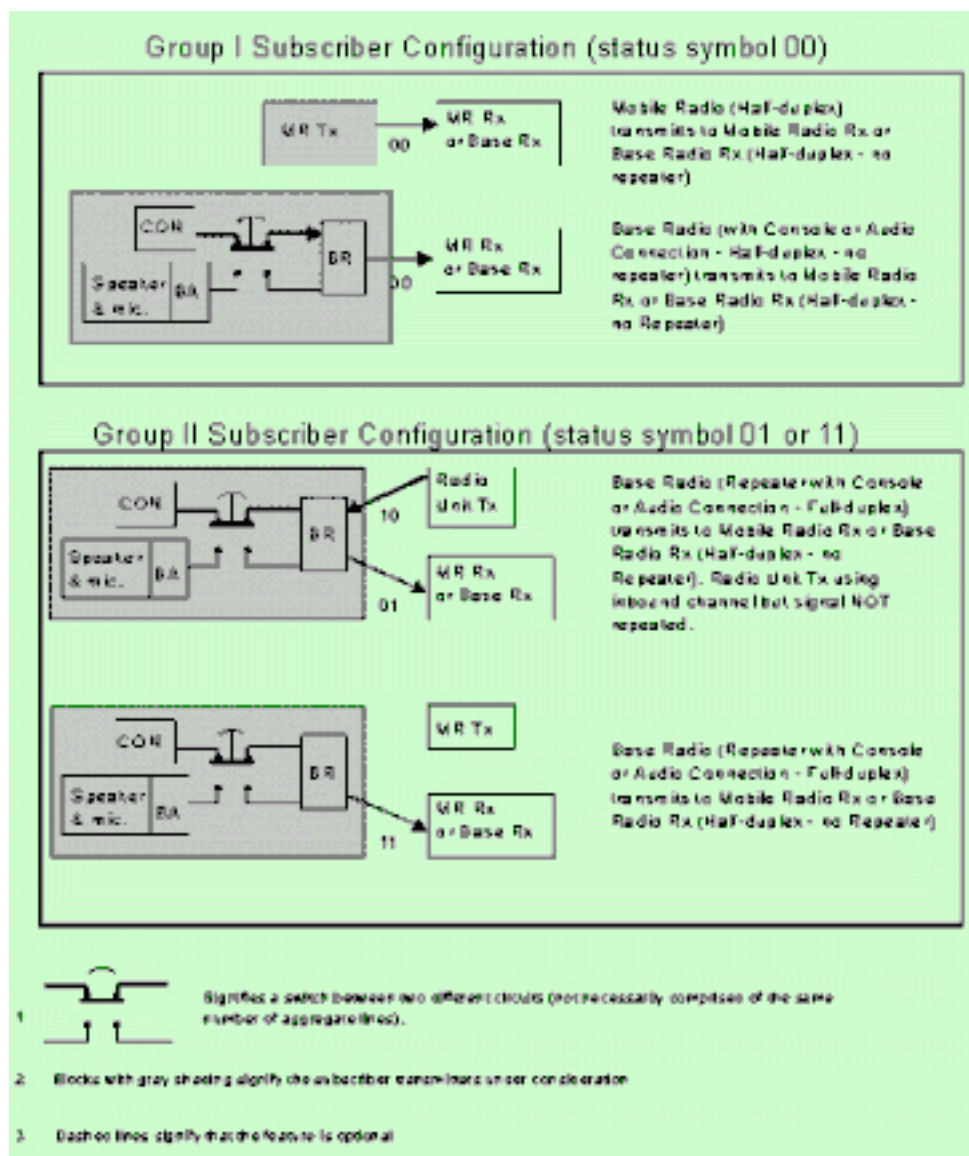 Group I Subscriber Configuration (status symbol 00)
MR Tx
00
MR Rx
or Base Rx
Mobile Radio (Half-duplex)
transmits to Mobile Radio Rx or
Base Radio Rx (Half-duplex - no
repeater)
CON
Speaker
& mic.
BA
BR
00
MR Rx
or Base Rx
Base Radio (with Console or Audio
Connection - Half-duplex - no
repeater) transmits to Mobile Radio
Rx or Base Radio Rx (Half-duplex -
no Repeater)
Group II Subscriber Configuration (status symbol 01 or 11)
CON
Speaker
& mic.
BA
BR
10
01
Radio
Unit Tx
MR Rx
or Base Rx
Base Radio (Repeater with Console
or Audio Connection - Full-duplex)
transmits to Mobile Radio Rx or Base
Radio Rx (Half-duplex - no
Repeater). Radio Unit Tx using
inbound channel but signal NOT
repeated.
CON
Speaker
& mic.
BA
BR
11
MR Tx
MR Rx
or Base Rx
Base Radio (Repeater with Console
or Audio Connection - Full-duplex)
transmits to Mobile Radio Rx or Base
Radio Rx (Half-duplex - no Repeater)
1 Signifies a switch between two different circuits (not necessarily comprised of the same
number of aggregate lines).
2 Blocks with gray shading signify the subscriber transmitters under consideration
3 Dashed lines signify that the feature is optional